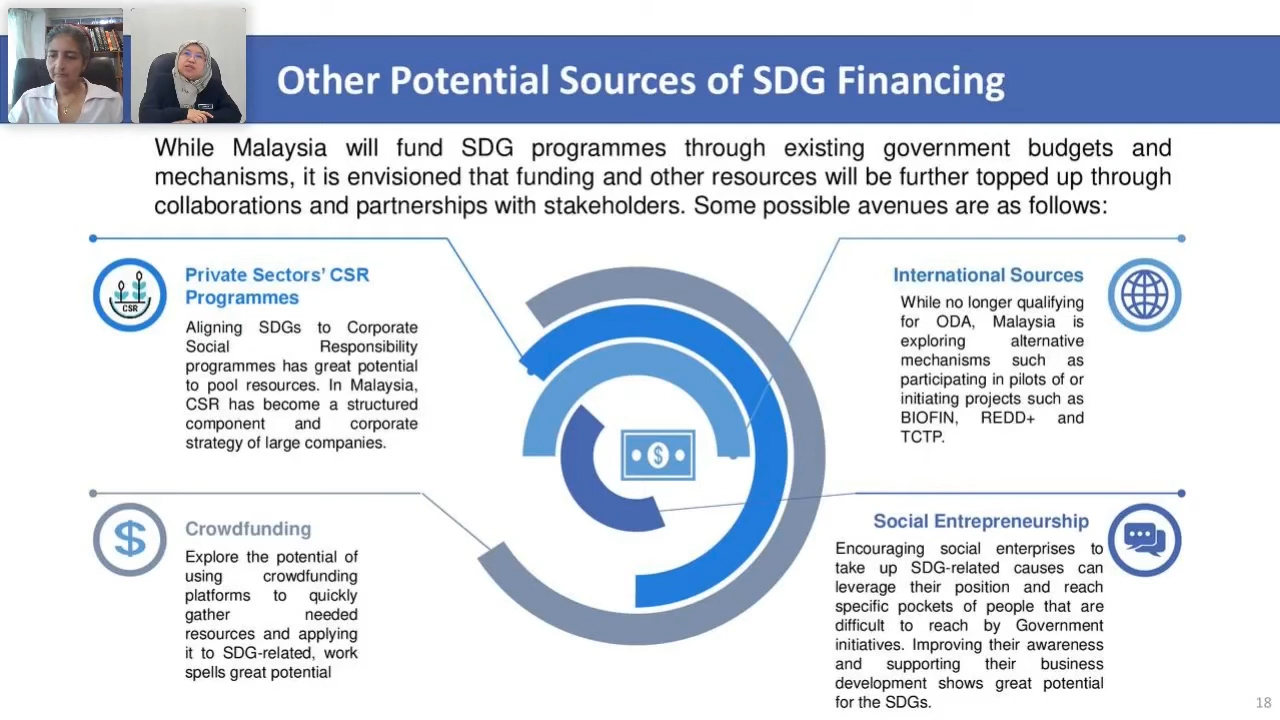 Other Potential Sources of SDG Financing
While Malaysia will fund SDG programmes through existing government budgets and
mechanisms, it is envisioned that funding and other resources will be further topped up through
collaborations and partnerships with stakeholders. Some possible avenues are as follows:
Private Sectors' CSR
Programmes
CSR
Aligning SDGs to Corporate
Social Responsibility
programmes has great potential
to pool resources. In Malaysia,
CSR has become a structured
component and corporate
strategy of large companies.
International Sources
While no longer qualifying
for ODA, Malaysia is
exploring alternative
mechanisms such as
participating in pilots of or
initiating projects such as
BIOFIN, REDD+ and
TCTP.
$
$
Crowdfunding
Explore the potential of
using crowdfunding
platforms to quickly
gather needed
resources and applying
it to SDG-related, work
spells great potential
Social Entrepreneurship
Encouraging social enterprises to
take up SDG-related causes can
leverage their position and reach
specific pockets of people that are
difficult to reach by Government
initiatives. Improving their awareness
and supporting their business
development shows great potential
for the SDGs.
18